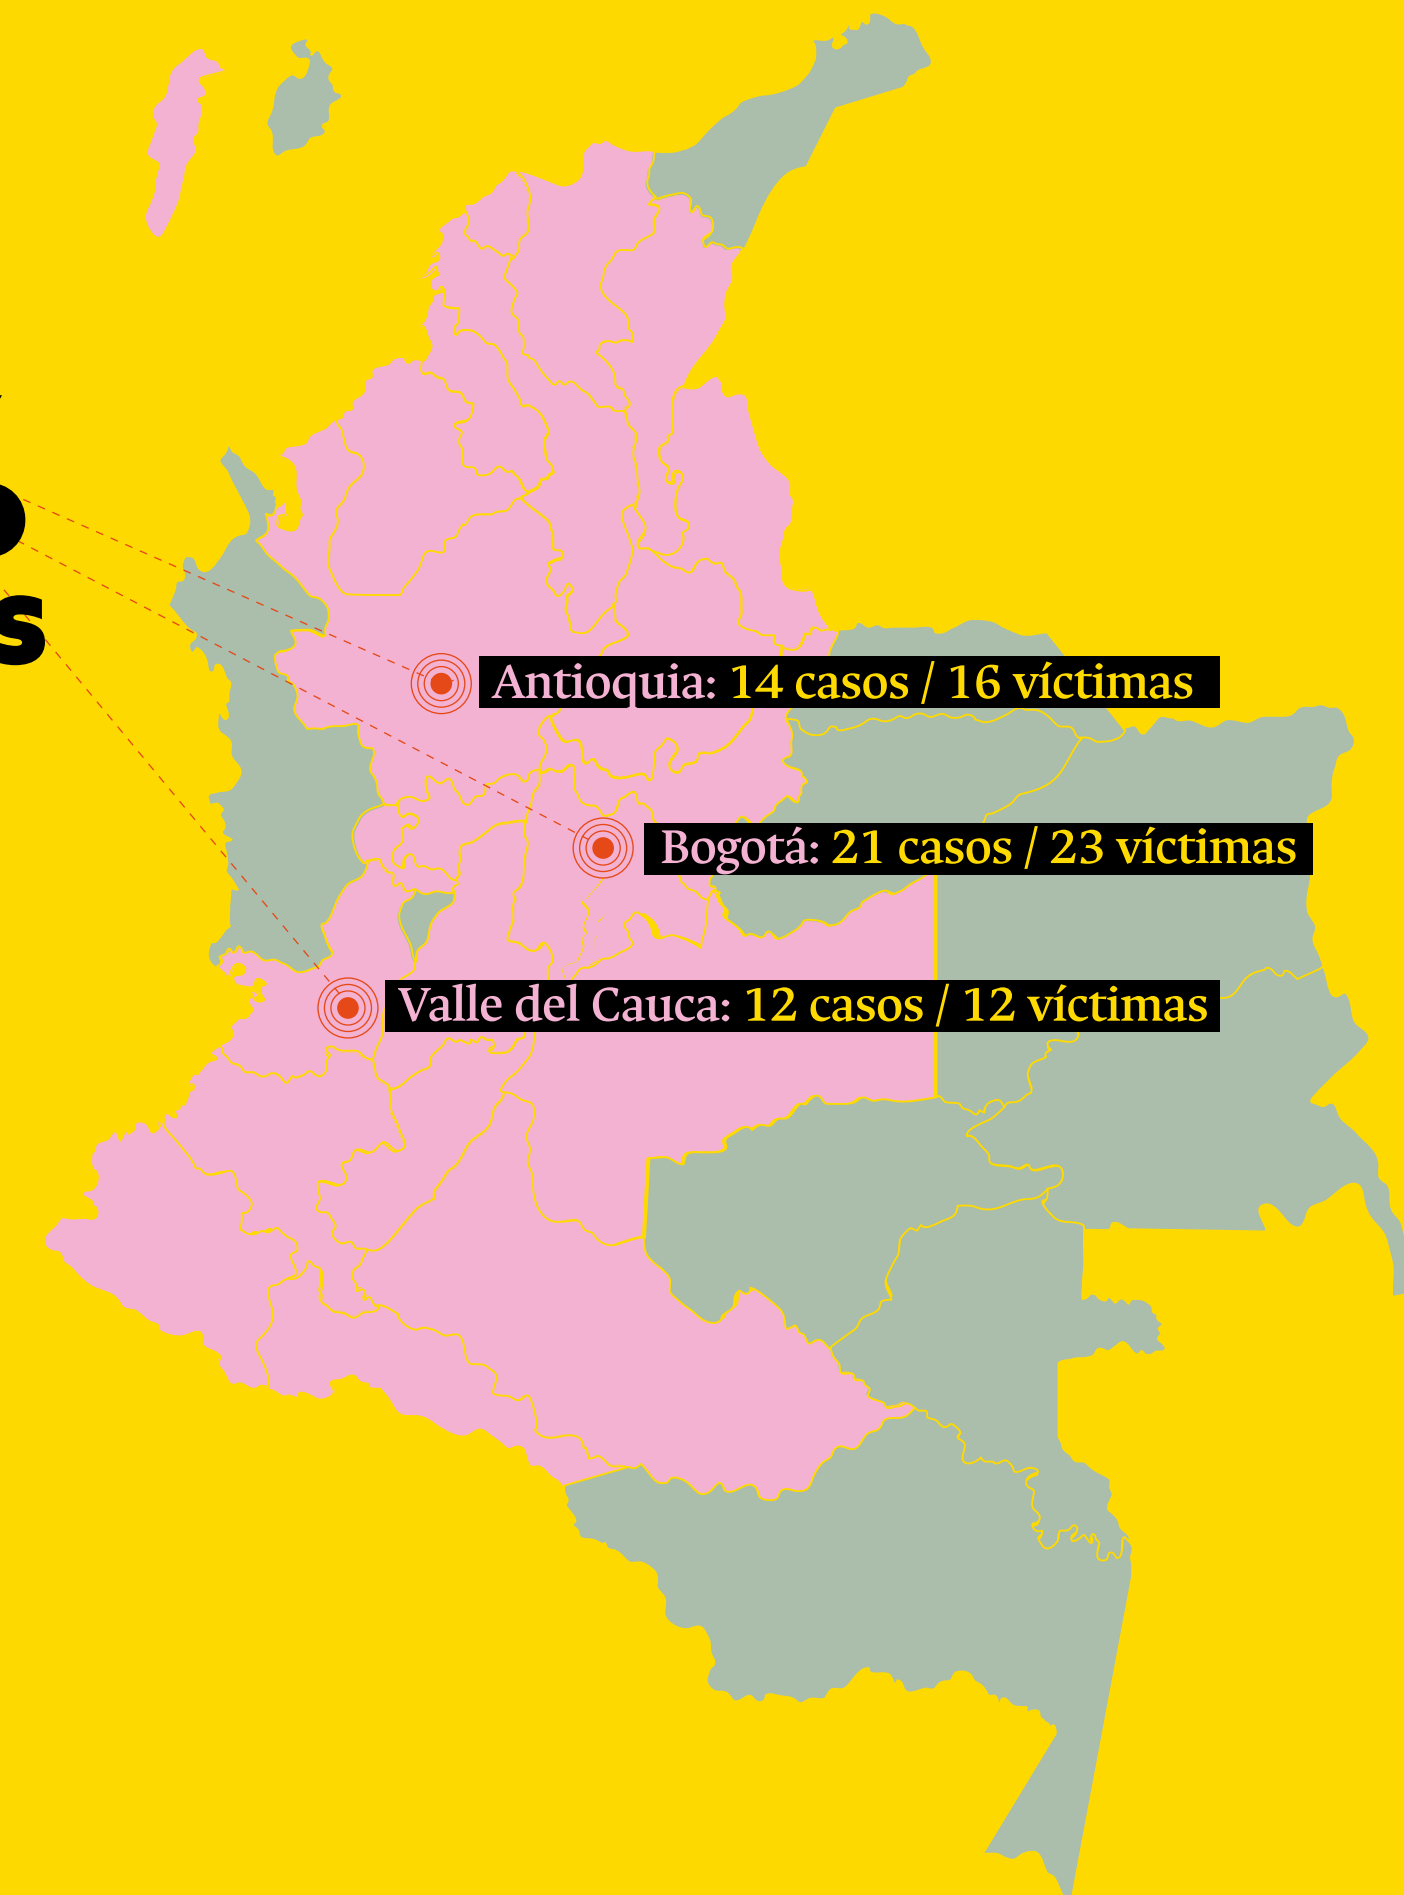 s
Antioquia: 14 casos / 16 víctimas
Bogotá: 21 casos / 23 víctimas
Valle del Cauca: 12 casos / 12 víctimas